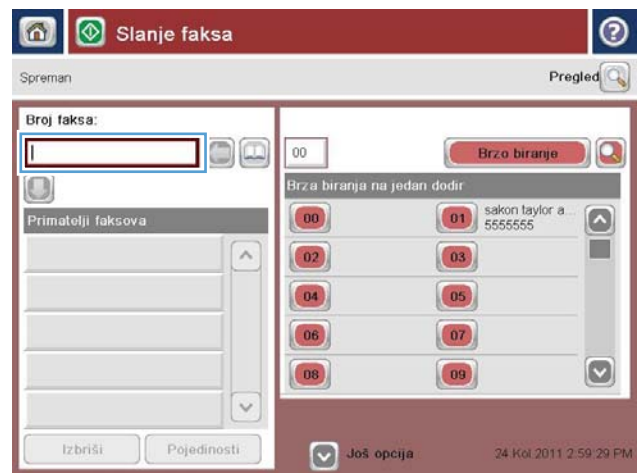 Slanje faksa
Spreman
Pregled
Broj faksa:
00
Brzo biranje
Brza biranja na jedan dodir
Primatelji faksova
00
01
sakon taylor a...
5555555
02
03
04
05
06
07
08
09
Izbriši
Pojedinosti
Još opcija
24 Kol 2011 2:59:29 PM